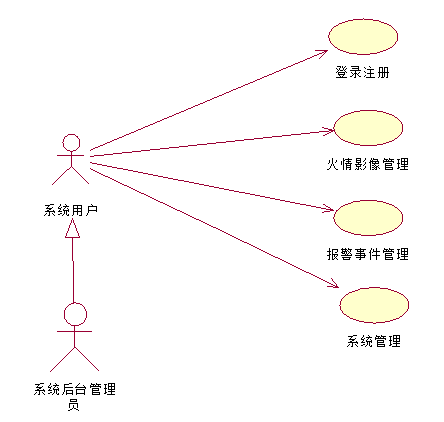 登录注册
火情影像管理
系统用户
报警事件管理
系统管理
系统后台管理
员